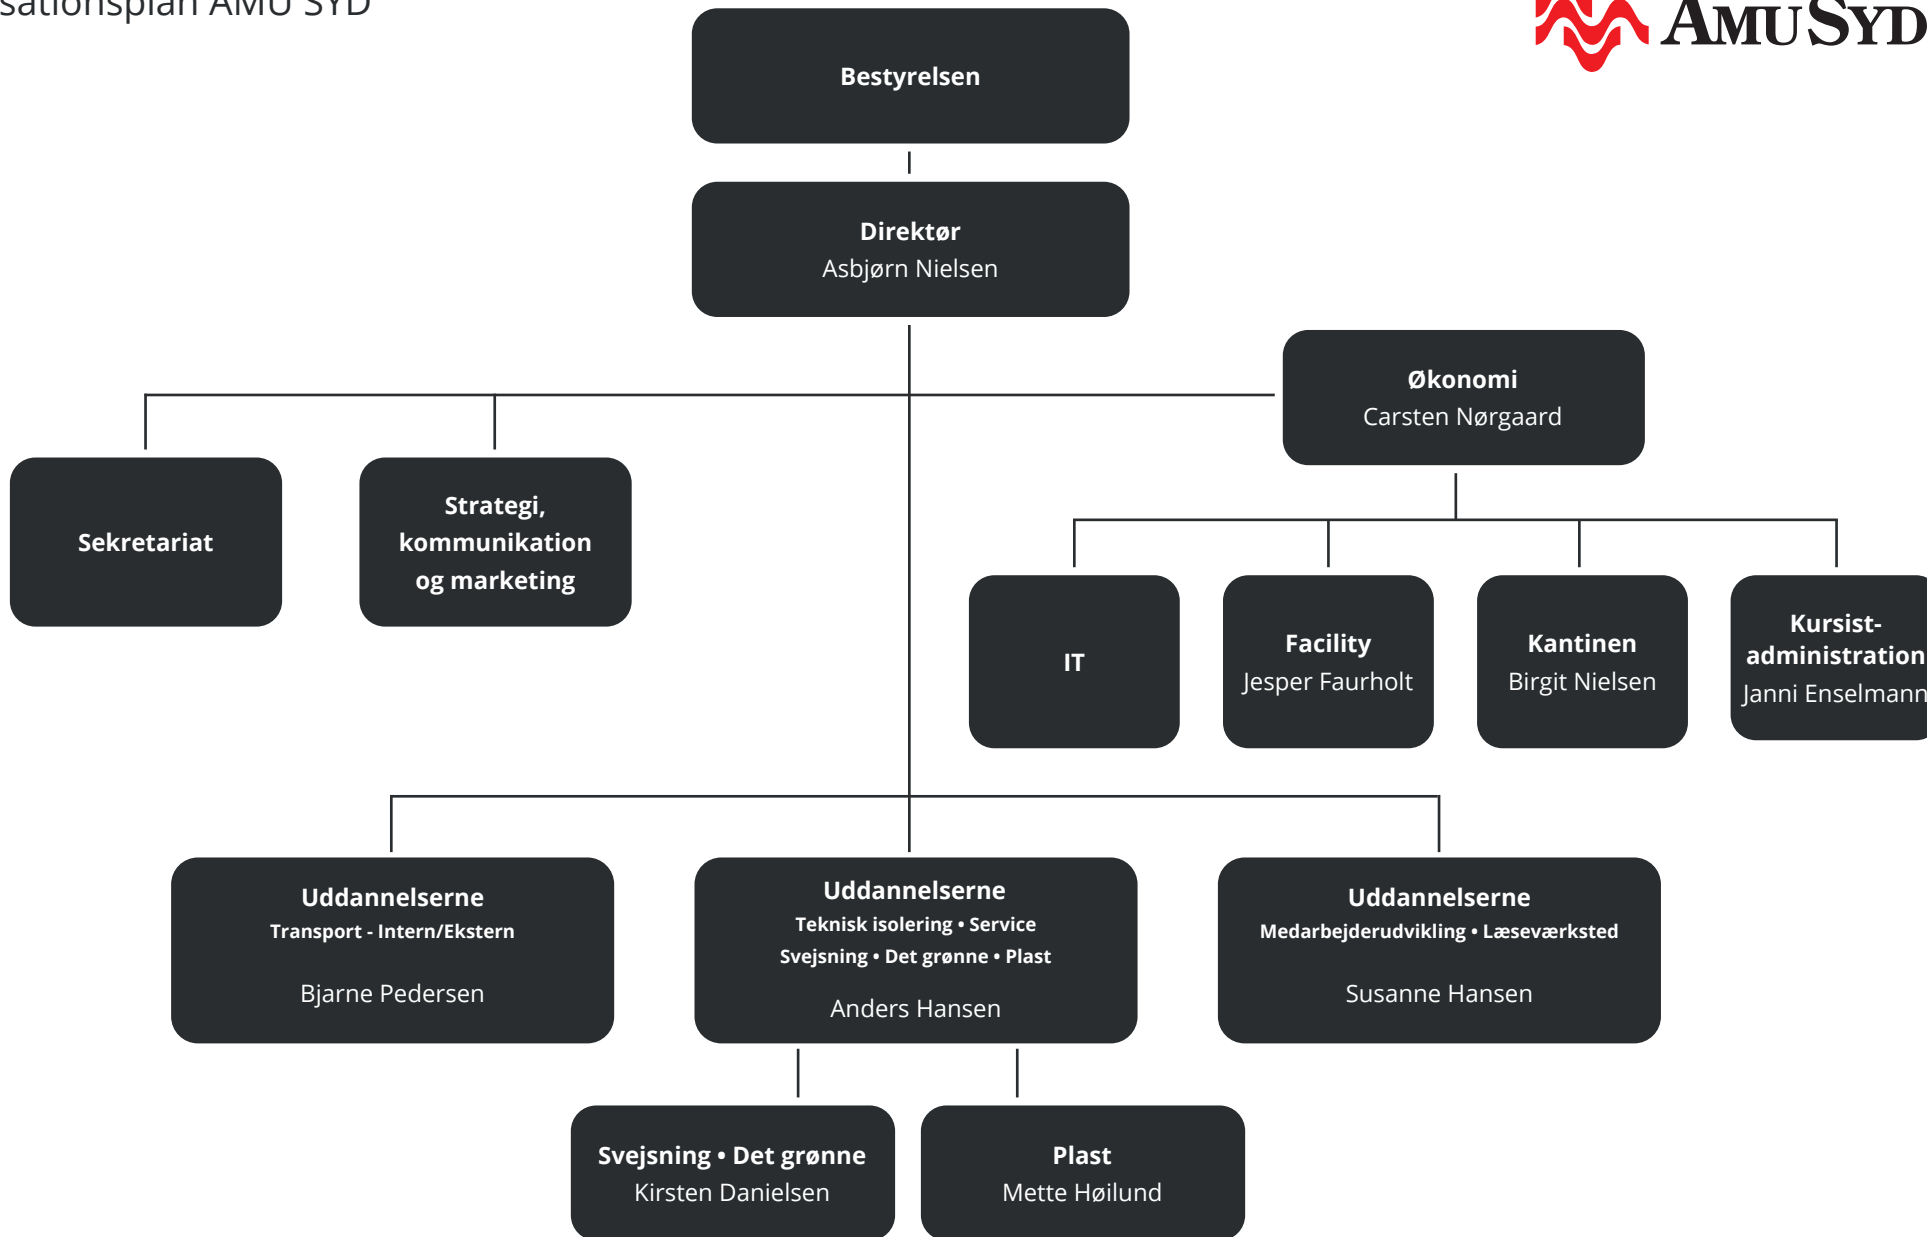 sationsplan AMU SYD
AMU SYD
Bestyrelsen
Direktør
Asbjørn Nielsen
Økonomi
Carsten Nørgaard
Sekretariat
Strategi,
kommunikation
og marketing
IT
Facility
Jesper Faurholt
Kantinen
Birgit Nielsen
Kursist-
administration
Janni Enselmann
Uddannelserne
Transport - Intern/Ekstern
Bjarne Pedersen
Uddannelserne
Teknisk isolering • Service
Svejsning • Det grønne • Plast
Anders Hansen
Uddannelserne
Medarbejderudvikling • Læseværksted
Susanne Hansen
Svejsning • Det grønne
Kirsten Danielsen
Plast
Mette Høilund